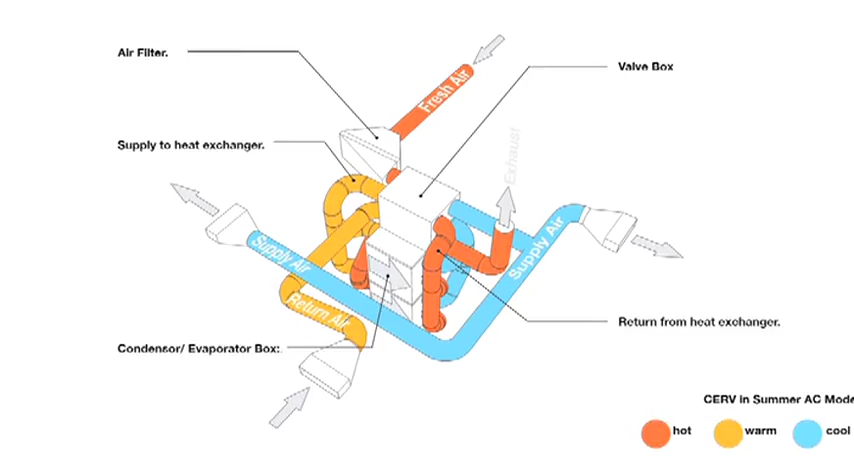 Air Filter.
Fresh Air
Valve Box
Supply to heat exchanger.
Exhaust
Supply Air
Supply Air
Return Air
Return from heat exchanger.
Condensor/ Evaporator Box:
CERV in Summer AC Mode
hot
warm
cool